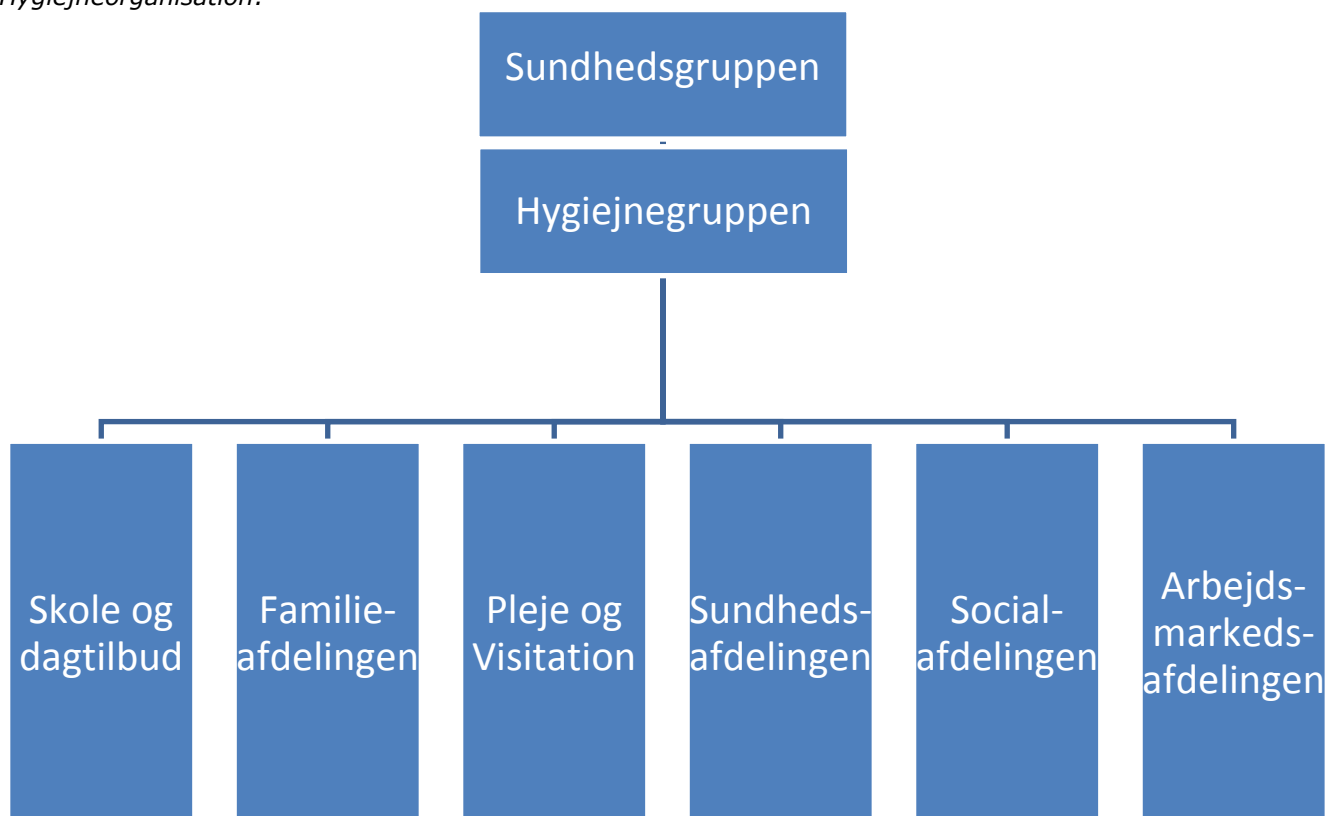 Hygiejneorganisation:
Sundhedsgruppen
Hygiejnegruppen
Skole og
dagtilbud
Familie-
afdelingen
Pleje og
Visitation
Sundheds-
afdelingen
Social-
afdelingen
Arbejds-
markeds-
afdelingen